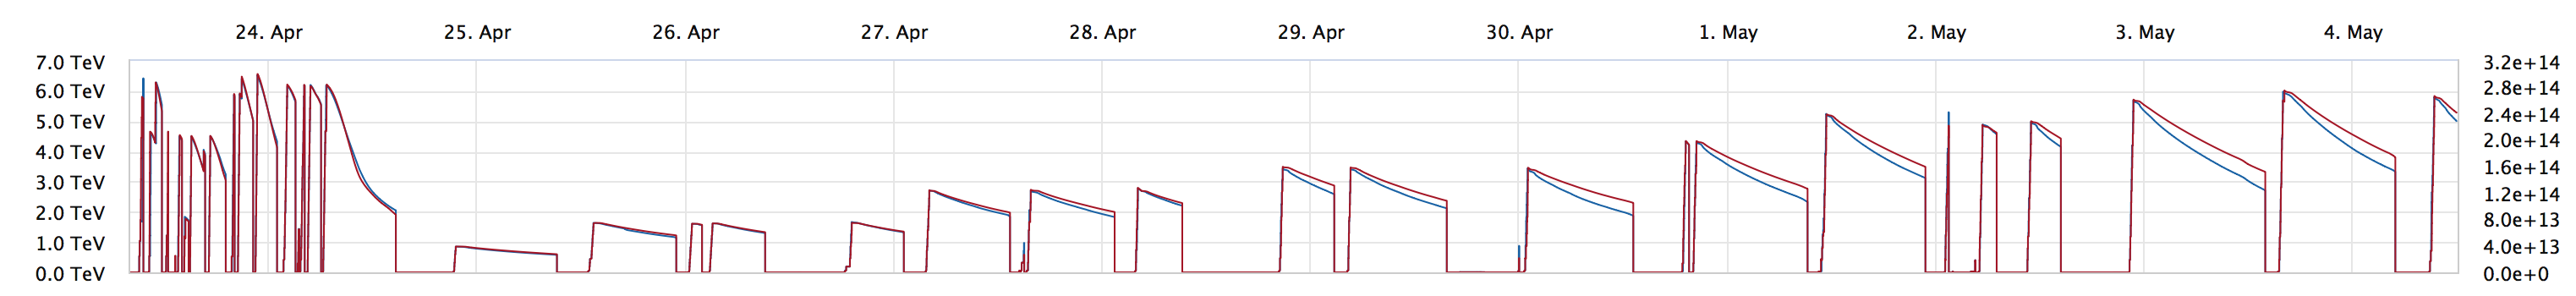 24. Apr 25. Apr 26. Apr 27. Apr 28. Apr 29. Apr 30. Apr 1. May 2. May 3. May 4. May
7.0 TeV 3.2e+14
6.0 TeV 2.8e+14
5.0 TeV 2.4e+14
4.0 TeV 2.0e+14
3.0 TeV 1.6e+14
2.0 TeV 1.2e+14
1.0 TeV 8.0e+13
0.0 TeV 4.0e+13
0.0e+0